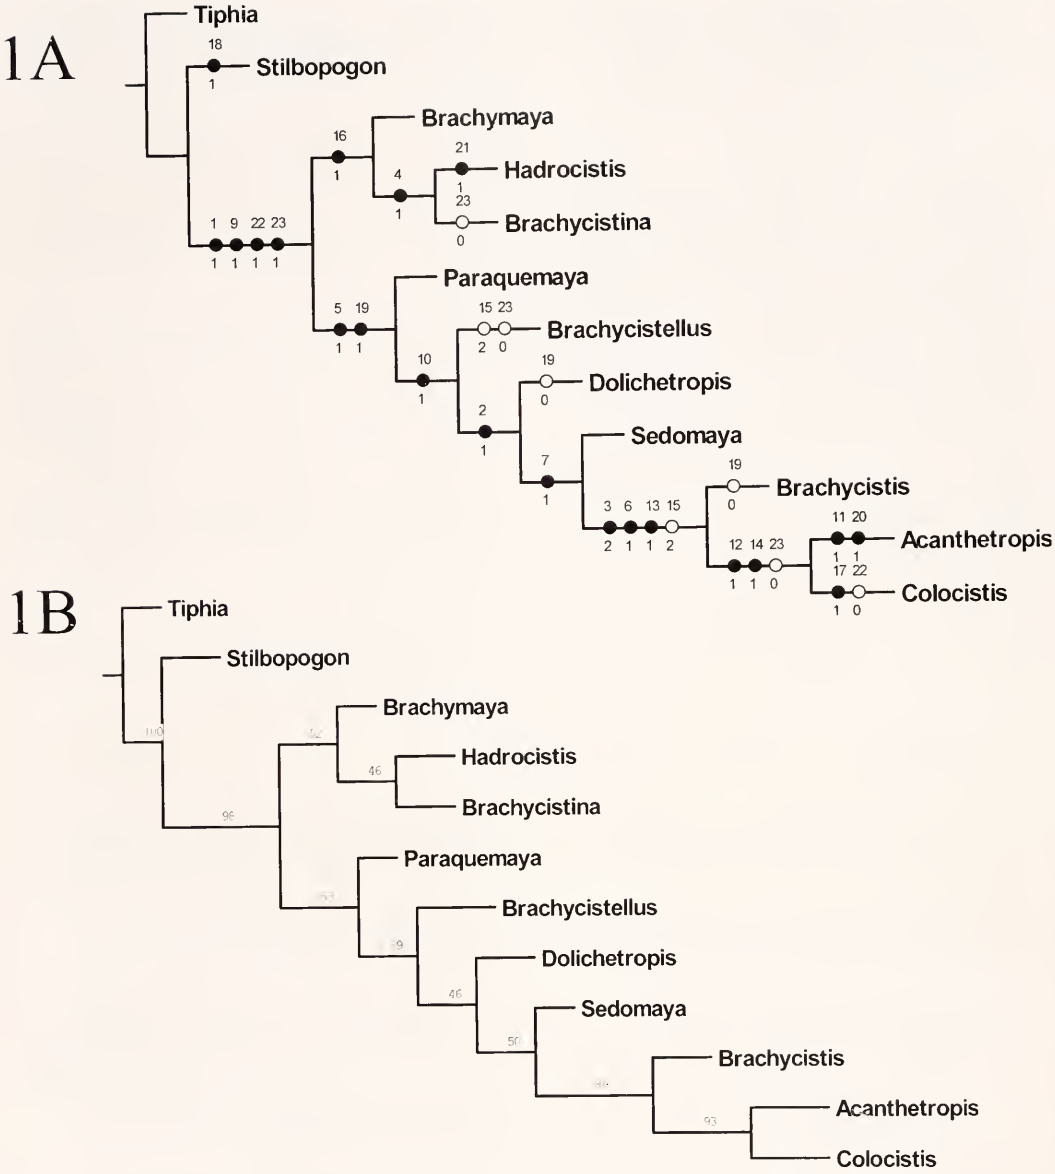 1A
Tiphia
18
Stilbopogon
1
Brachymaya
16
1
21
Hadrocistis
4
1
1
23
Brachycistina
0
1 9 22 23
1 1 1 1
Paraquemaya
5 19
1 1
15 23
Brachycistellus
2 0
10
1
19
Dolichetropis
0
2
1
Sedomaya
7
1
19
Brachycistis
0
3 6 13 15
2 1 1 2
11 20
Acanthetropis
1 1
12 14 23
1 1 0
17 22
Colocistis
1 0
1B
Tiphia
Stilbopogon
100
Brachymaya
Hadrocistis
46
Brachycistina
96
Paraquemaya
Brachycistellus
Dolichetropis
46
Sedomaya
50
Brachycistis
Acanthetropis
93
Colocistis